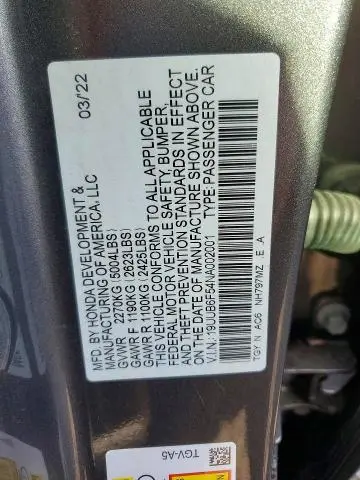 MFD BY HONDA DEVELOPMENT &
MANUFACTURING OF AMERICA, LLC
03/'22
GVWR 2270KG (5004LBS)
GAWR F 1190KG (2623LBS)
GAWR R 1100KG (2425LBS)
THIS VEHICLE CONFORMS TO ALL APPLICABLE
FEDERAL MOTOR VEHICLE SAFETY, BUMPER,
AND THEFT PREVENTION STANDARDS IN EFFECT
ON THE DATE OF MANUFACTURE SHOWN ABOVE.
V.I.N.:19UUB6F54NA002001 TYPE:PASSENGER CAR
TGY N AC6 NH797MZ E A
TGV-A5